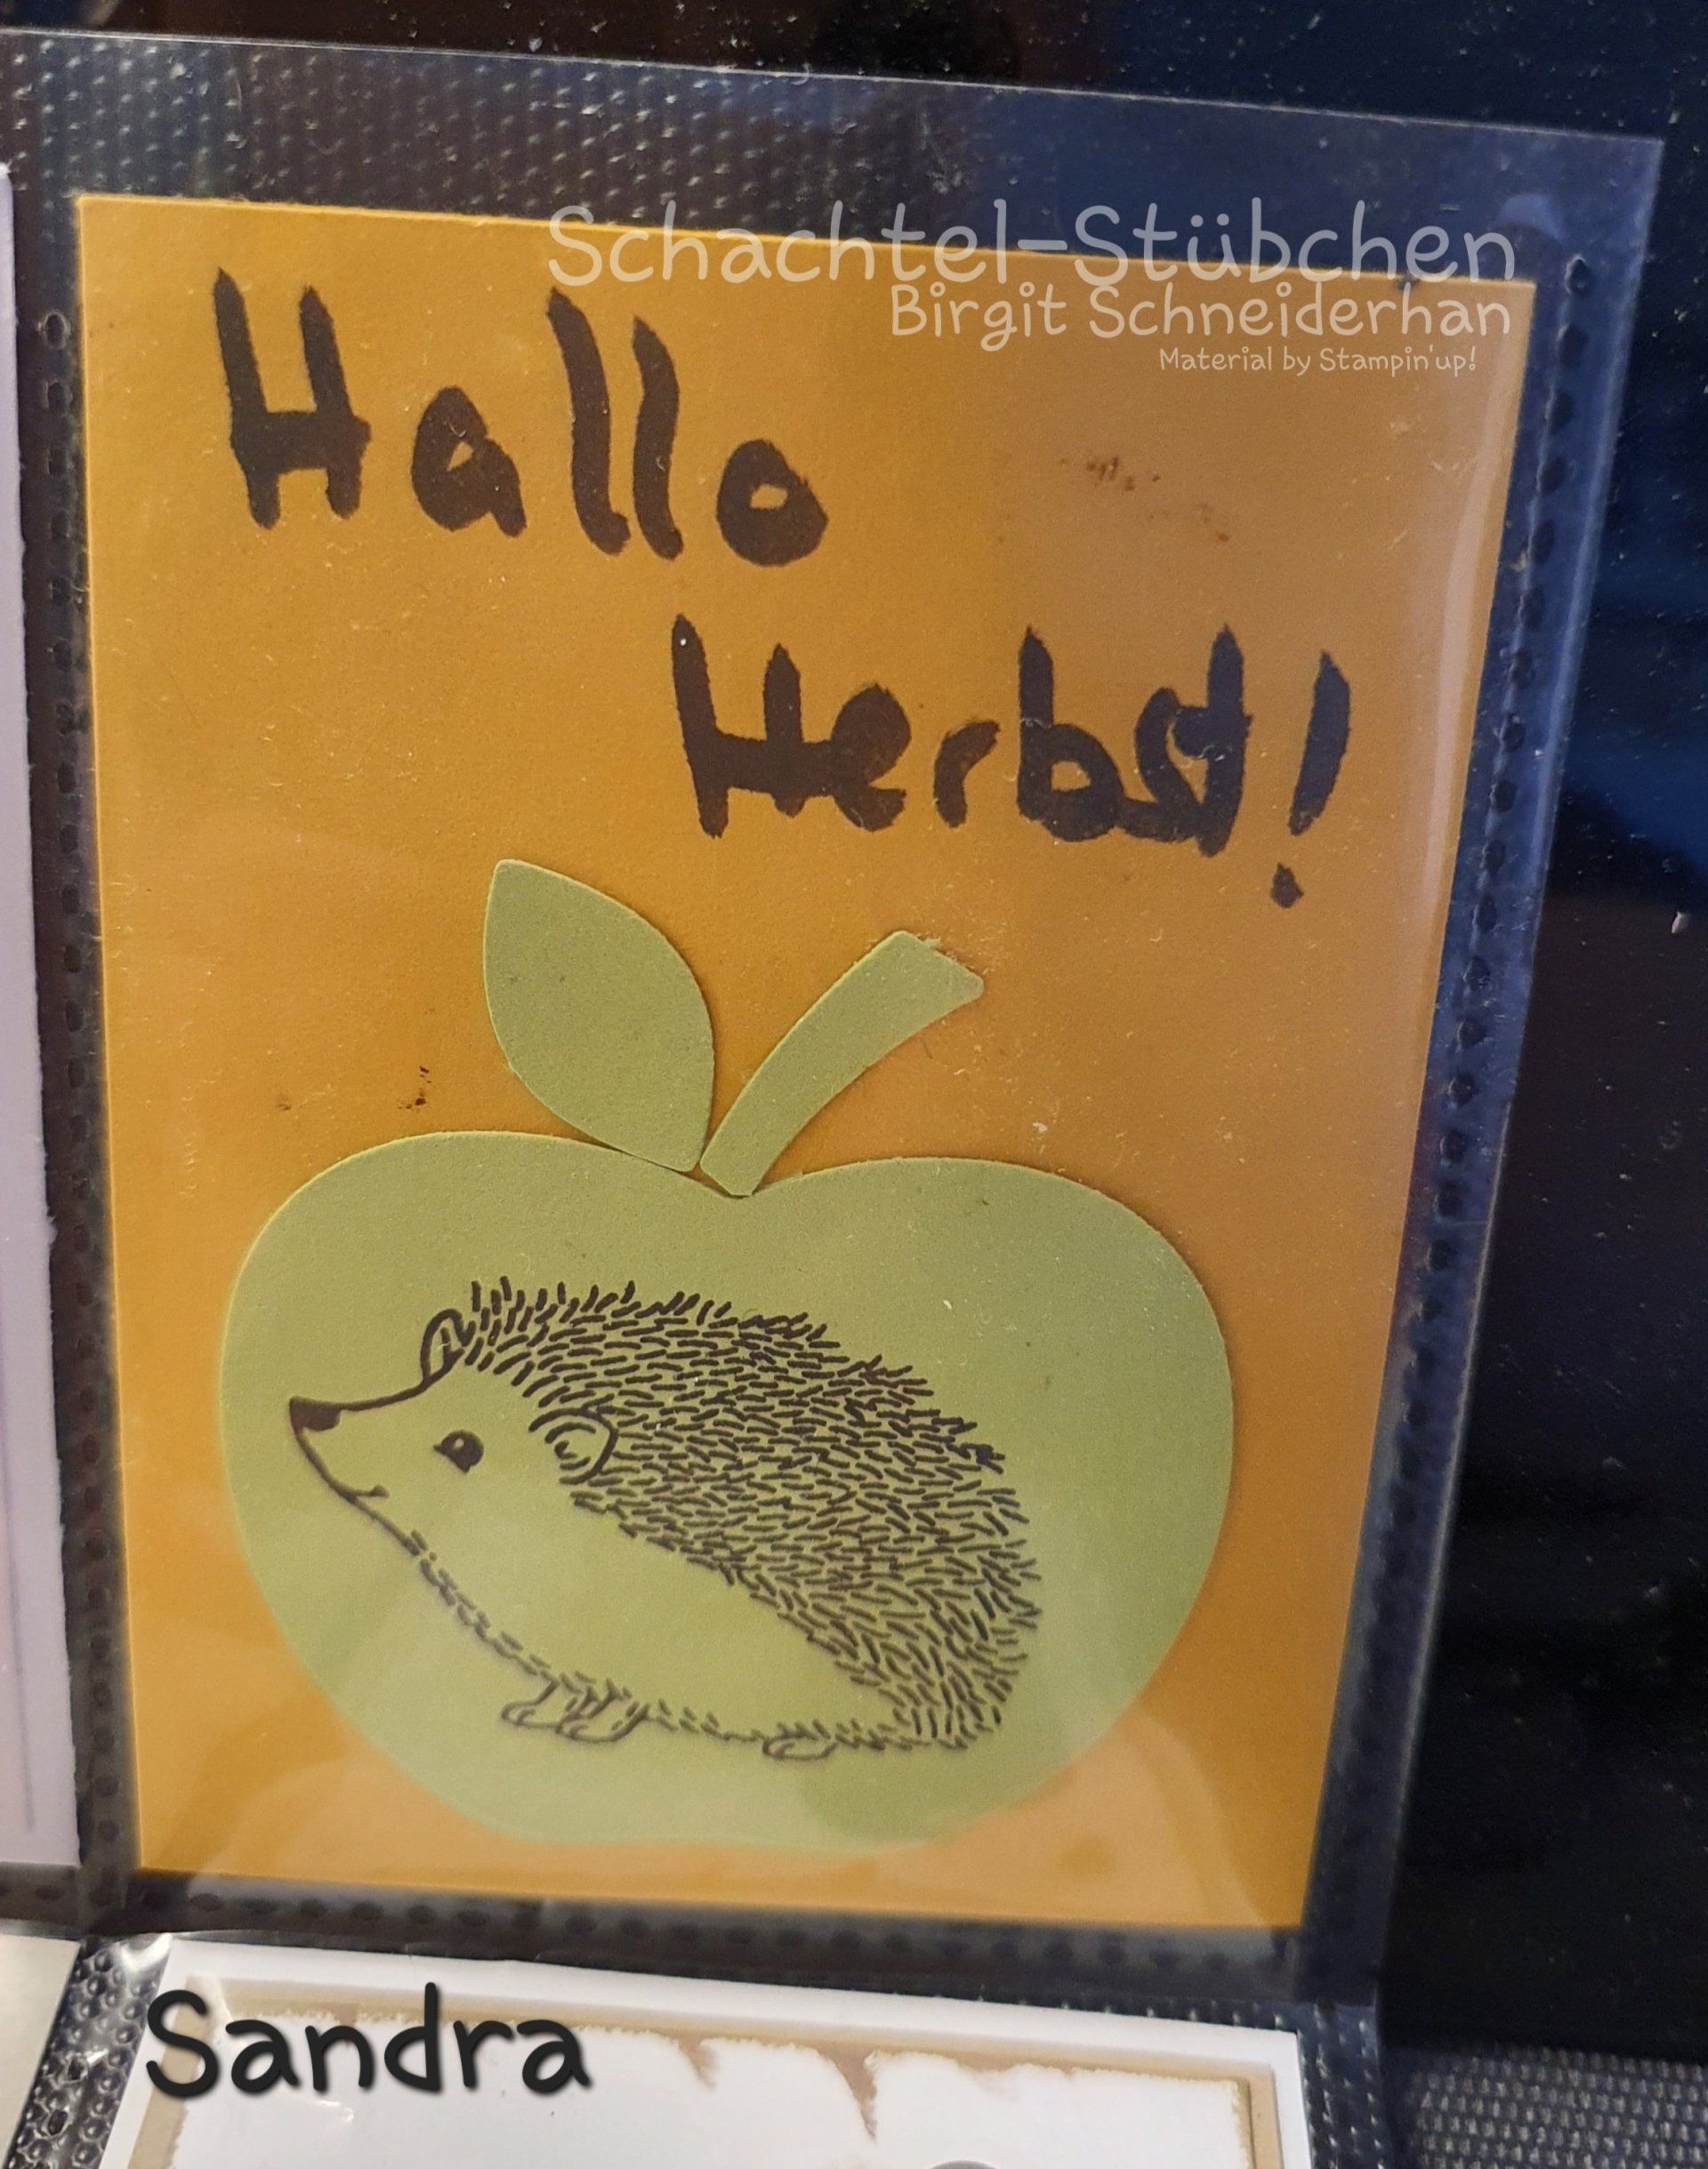 Schachtel-Stübchen
Birgit Schneiderhan
Material by Stampin'up!
Hallo
Herbst!
Sandra